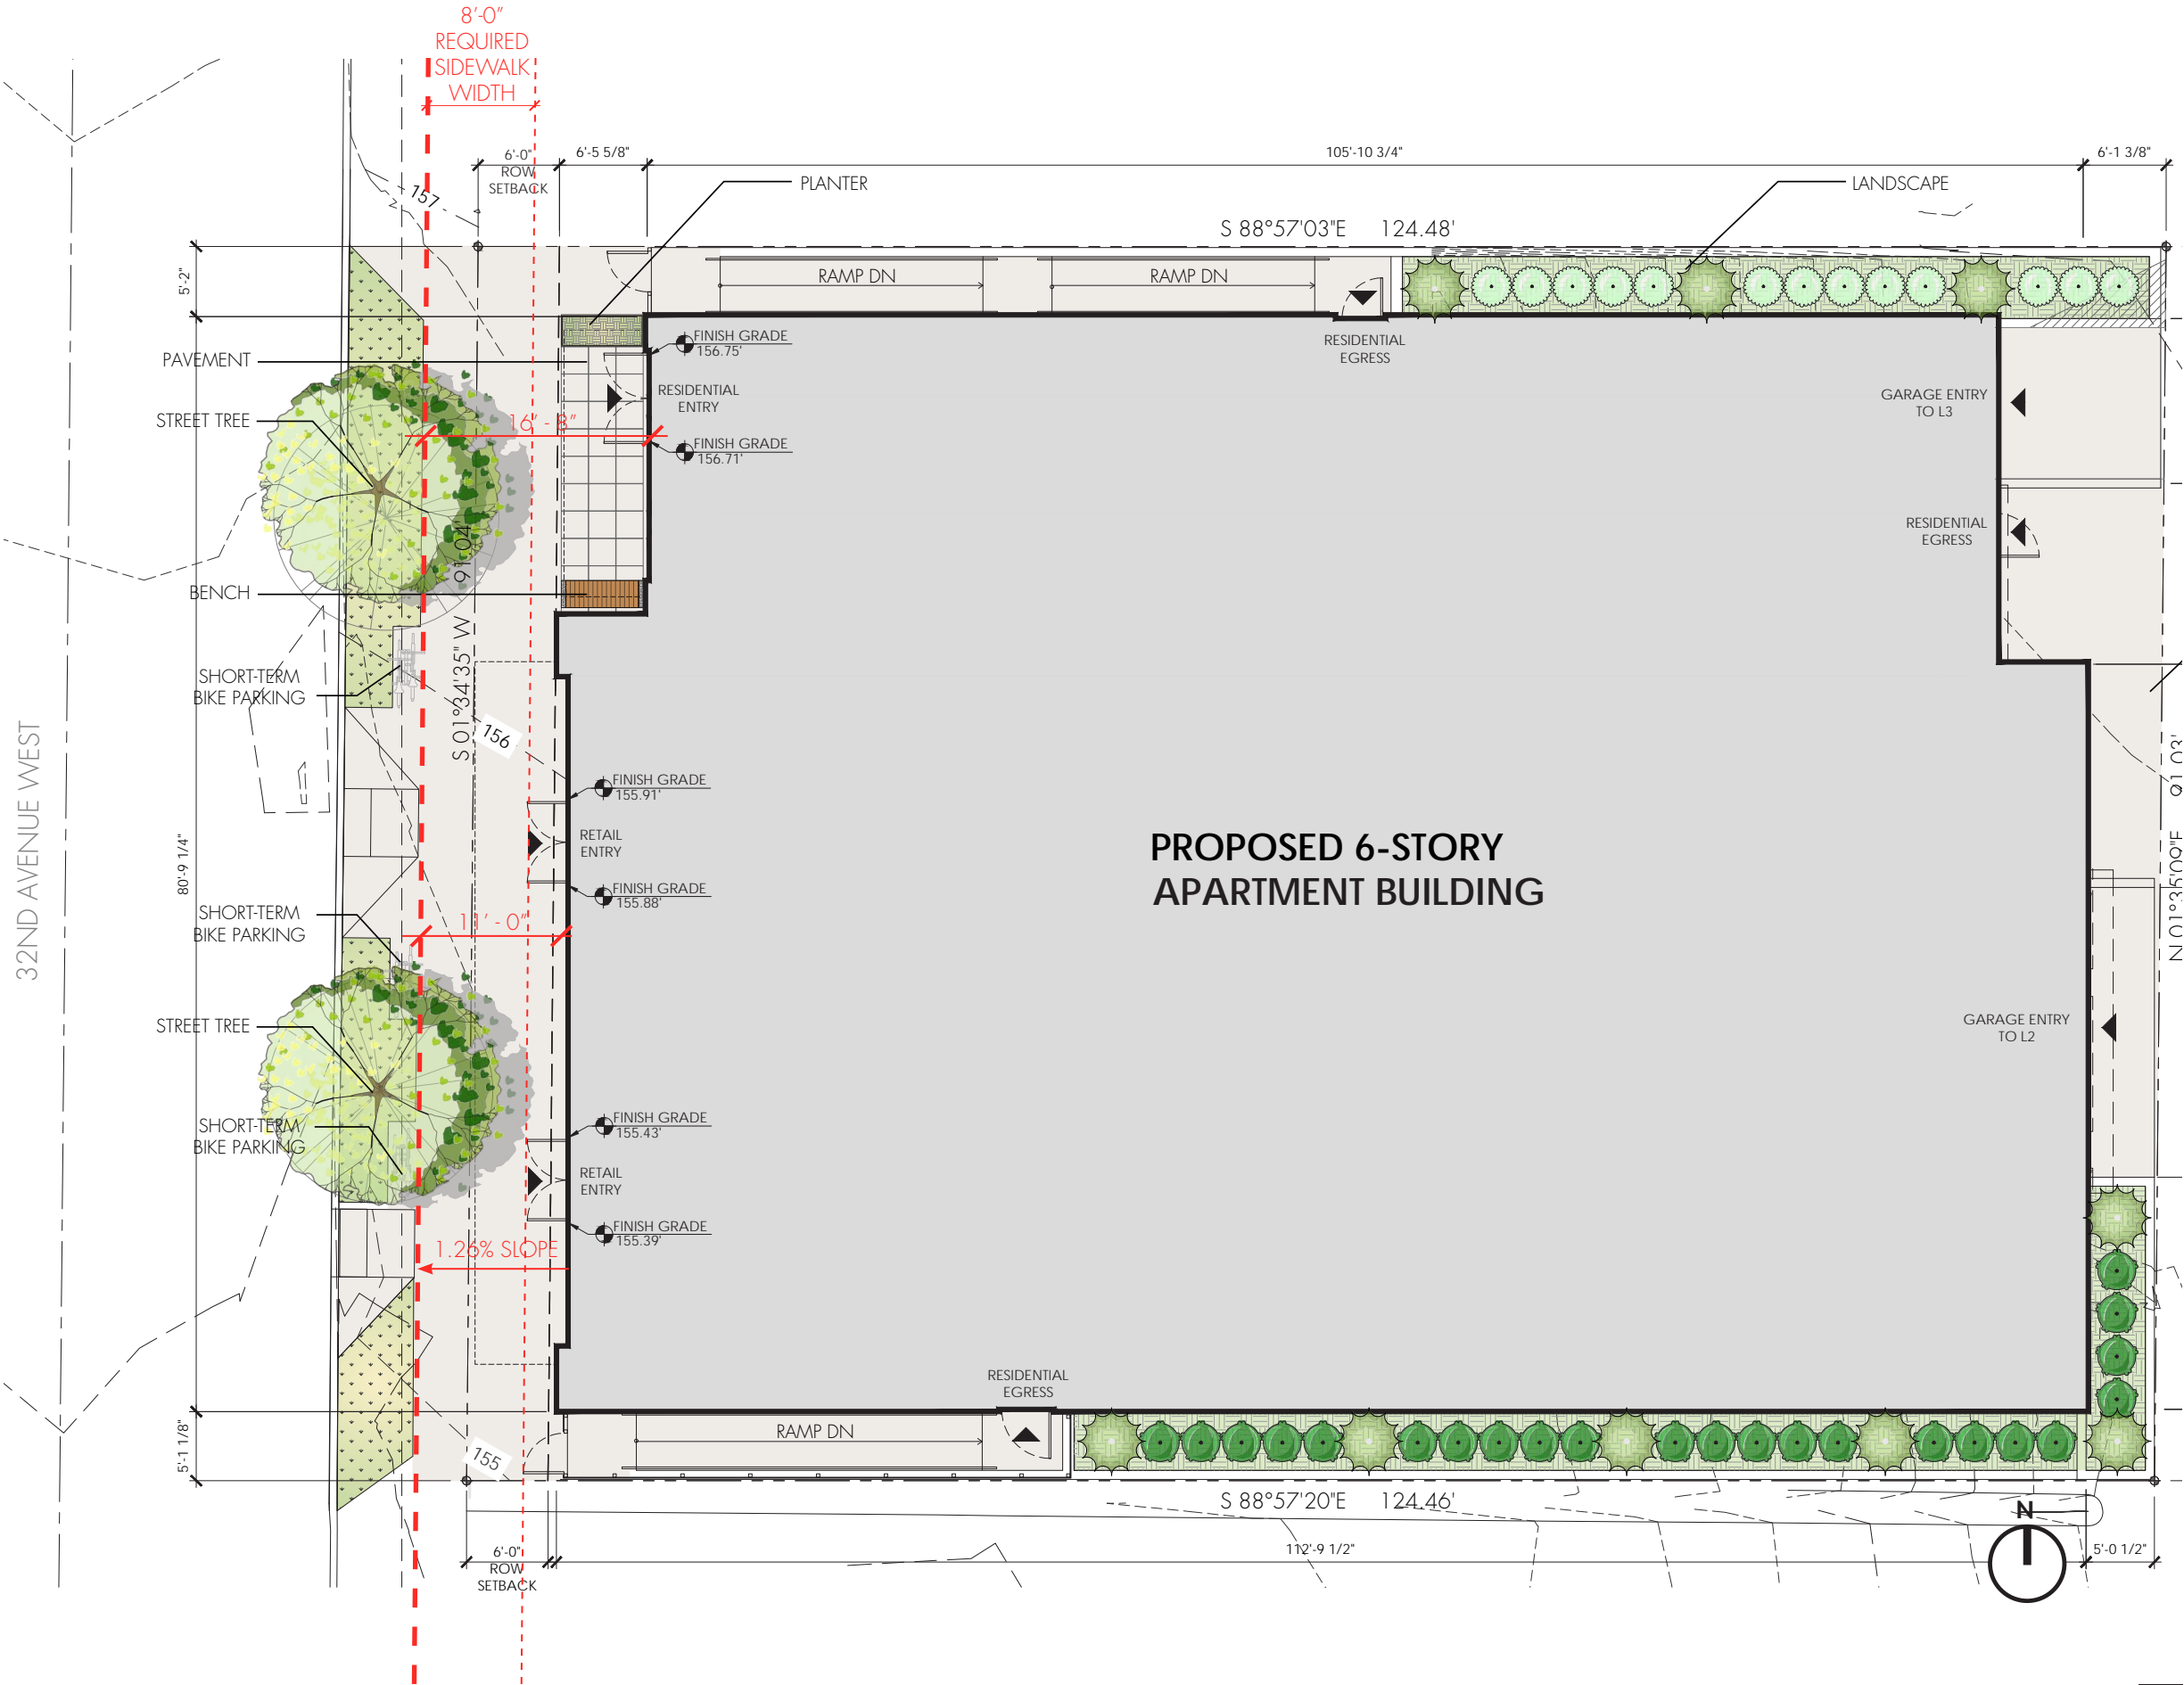 8'-0"
REQUIRED
SIDEWALK
WIDTH
6'-0"
ROW
SETBACK
6'-5 5/8"
105'-10 3/4"
6'-1 3/8"
157
PLANTER
LANDSCAPE
S 88°57'03"E 124.48'
5'-2"
RAMP DN
RAMP DN
PAVEMENT
FINISH GRADE
156.75'
RESIDENTIAL
EGRESS
RESIDENTIAL
ENTRY
GARAGE ENTRY
TO L3
STREET TREE
16' - 8"
FINISH GRADE
156.71'
RESIDENTIAL
EGRESS
S 01°34'35" W 91.04'
BENCH
SHORT-TERM
BIKE PARKING
156
32ND AVENUE WEST
80'-9 1/4"
FINISH GRADE
155.91'
RETAIL
ENTRY
PROPOSED 6-STORY
APARTMENT BUILDING
N 01°35'09"E 91.03'
FINISH GRADE
155.88'
SHORT-TERM
BIKE PARKING
11' - 0"
STREET TREE
GARAGE ENTRY
TO L2
SHORT-TERM
BIKE PARKING
FINISH GRADE
155.43'
RETAIL
ENTRY
FINISH GRADE
155.39'
1.26% SLOPE
RESIDENTIAL
EGRESS
5'-1 1/8"
155
RAMP DN
S 88°57'20"E 124.46'
N
6'-0"
ROW
SETBACK
112'-9 1/2"
5'-0 1/2"